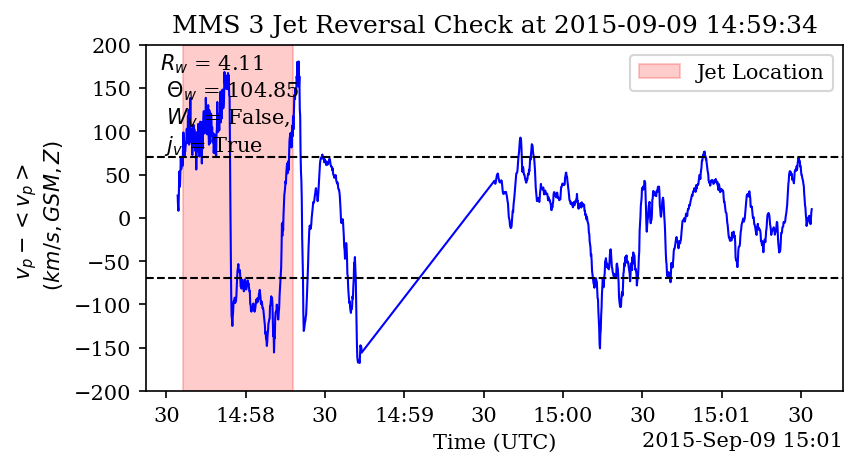 MMS 3 Jet Reversal Check at 2015-09-09 14:59:34
R_w = 4.11
Θ_w = 104.85
W_v = False,
j_v = True
Jet Location
200
150
100
50
0
−50
−100
−150
−200
v_p − < v_p >
(km/s, GSM, Z)
30 14:58 30 14:59 30 15:00 30 15:01 30
Time (UTC)
2015-Sep-09 15:01